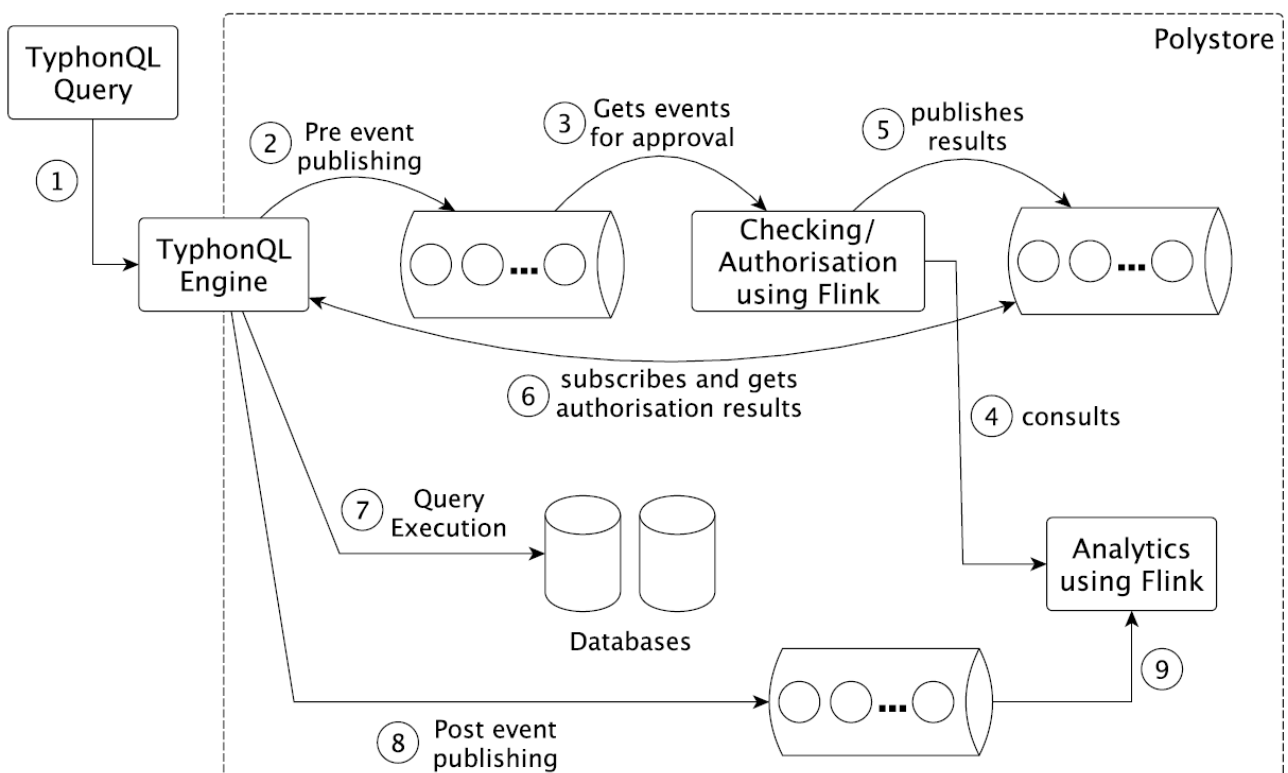 Polystore
TyphonQL
Query
1
2
Pre event
publishing
3
Gets events
for approval
5
publishes
results
TyphonQL
Engine
...
Checking/
Authorisation
using Flink
...
6
subscribes and gets
authorisation results
4
consults
7
Query
Execution
Databases
Analytics
using Flink
...
9
8
Post event
publishing